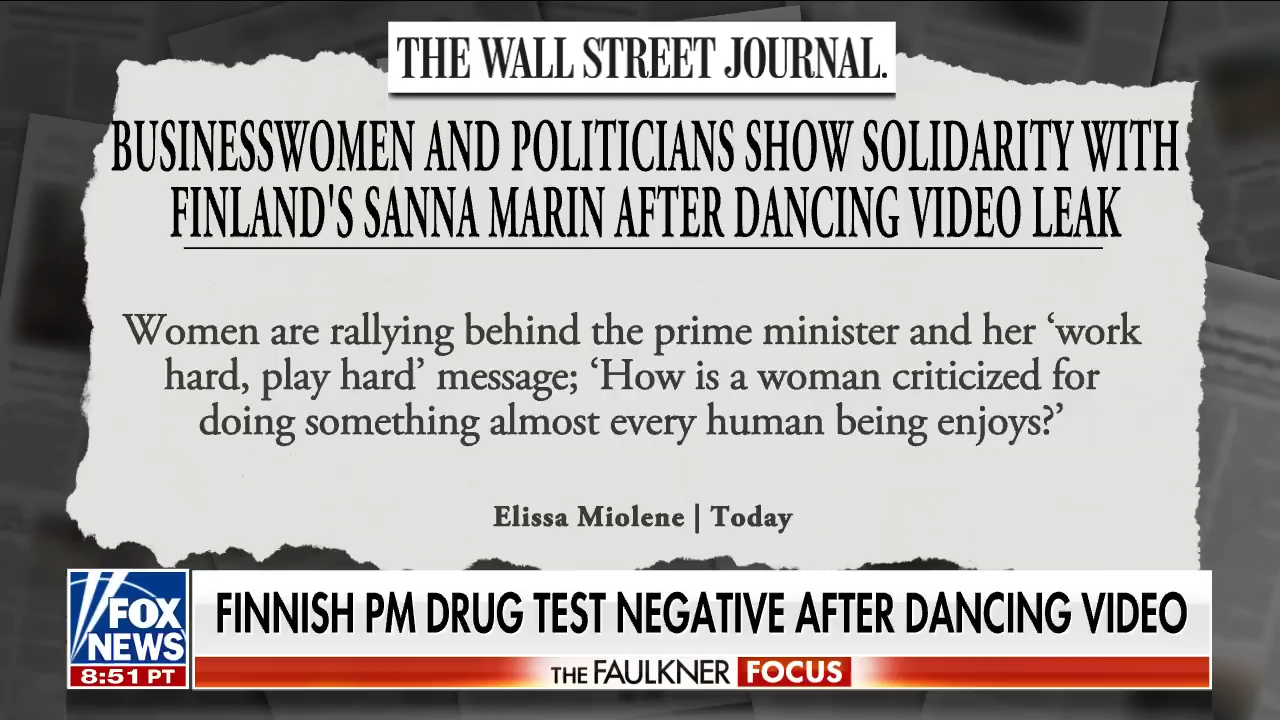 THE WALL STREET JOURNAL.
BUSINESSWOMEN AND POLITICIANS SHOW SOLIDARITY WITH
FINLAND'S SANNA MARIN AFTER DANCING VIDEO LEAK
Women are rallying behind the prime minister and her ‘work
hard, play hard’ message; ‘How is a woman criticized for
doing something almost every human being enjoys?’
Elissa Miolene | Today
FOX
NEWS
8:51 PT
FINNISH PM DRUG TEST NEGATIVE AFTER DANCING VIDEO
THE FAULKNER FOCUS